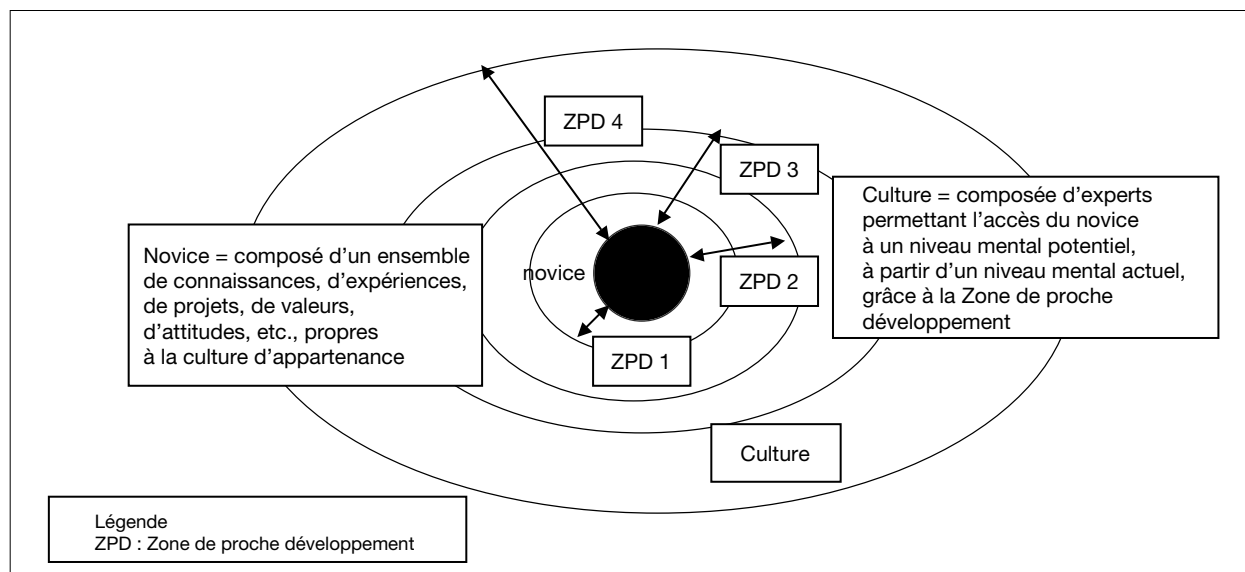 ZPD 4
ZPD 3
Culture = composée d’experts
permettant l’accès du novice
à un niveau mental potentiel,
à partir d’un niveau mental actuel,
grâce à la Zone de proche
développement
Novice = composé d’un ensemble
de connaissances, d’expériences,
de projets, de valeurs,
d’attitudes, etc., propres
à la culture d’appartenance
novice
ZPD 2
ZPD 1
Culture
Légende
ZPD : Zone de proche développement